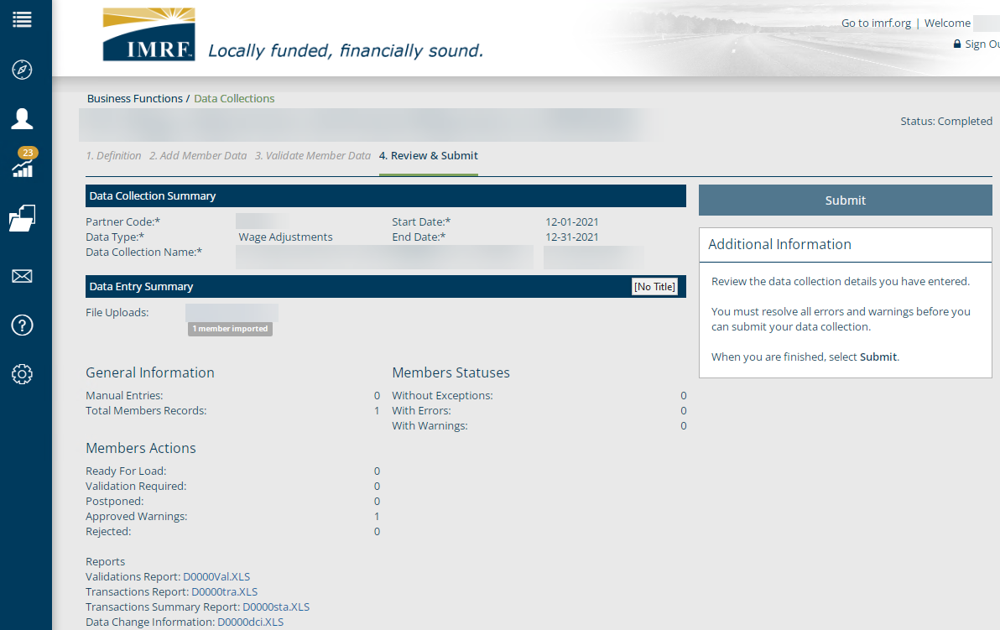 Go to imrf.org | Welcome
IMRF™
Locally funded, financially sound.
Sign Ou
Business Functions / Data Collections
Status: Completed
23
1. Definition 2. Add Member Data 3. Validate Member Data 4. Review & Submit
Data Collection Summary
Submit
Partner Code:* Start Date:* 12-01-2021
Data Type:* Wage Adjustments End Date:* 12-31-2021
Data Collection Name:*
Additional Information
Review the data collection details you have entered.
You must resolve all errors and warnings before you
can submit your data collection.
When you are finished, select Submit.
Data Entry Summary [No Title]
File Uploads:
1 member imported
General Information
Manual Entries: 0
Total Members Records: 1
Members Statuses
Without Exceptions: 0
With Errors: 0
With Warnings: 0
Members Actions
Ready For Load: 0
Validation Required: 0
Postponed: 0
Approved Warnings: 1
Rejected: 0
Reports
Validations Report: D0000Val.XLS
Transactions Report: D0000tra.XLS
Transactions Summary Report: D0000sta.XLS
Data Change Information: D0000dci.XLS